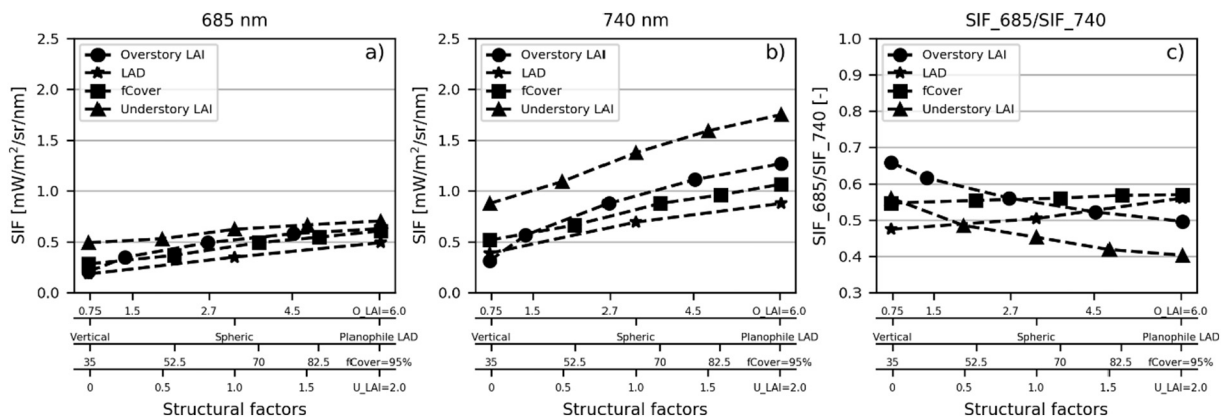 685 nm
a)
Overstory LAI
LAD
fCover
Understory LAI
SIF [mW/m²/sr/nm]
2.5
2.0
1.5
1.0
0.5
0.0
0.75 1.5 2.7 4.5 O_LAI=6.0
Vertical Spheric Planophile LAD
35 52.5 70 82.5 fCover=95%
0 0.5 1.0 1.5 U_LAI=2.0
Structural factors
740 nm
b)
Overstory LAI
LAD
fCover
Understory LAI
SIF [mW/m²/sr/nm]
2.5
2.0
1.5
1.0
0.5
0.0
0.75 1.5 2.7 4.5 O_LAI=6.0
Vertical Spheric Planophile LAD
35 52.5 70 82.5 fCover=95%
0 0.5 1.0 1.5 U_LAI=2.0
Structural factors
SIF_685/SIF_740
c)
Overstory LAI
LAD
fCover
Understory LAI
SIF_685/SIF_740 [-]
1.0
0.9
0.8
0.7
0.6
0.5
0.4
0.3
0.75 1.5 2.7 4.5 O_LAI=6.0
Vertical Spheric Planophile LAD
35 52.5 70 82.5 fCover=95%
0 0.5 1.0 1.5 U_LAI=2.0
Structural factors